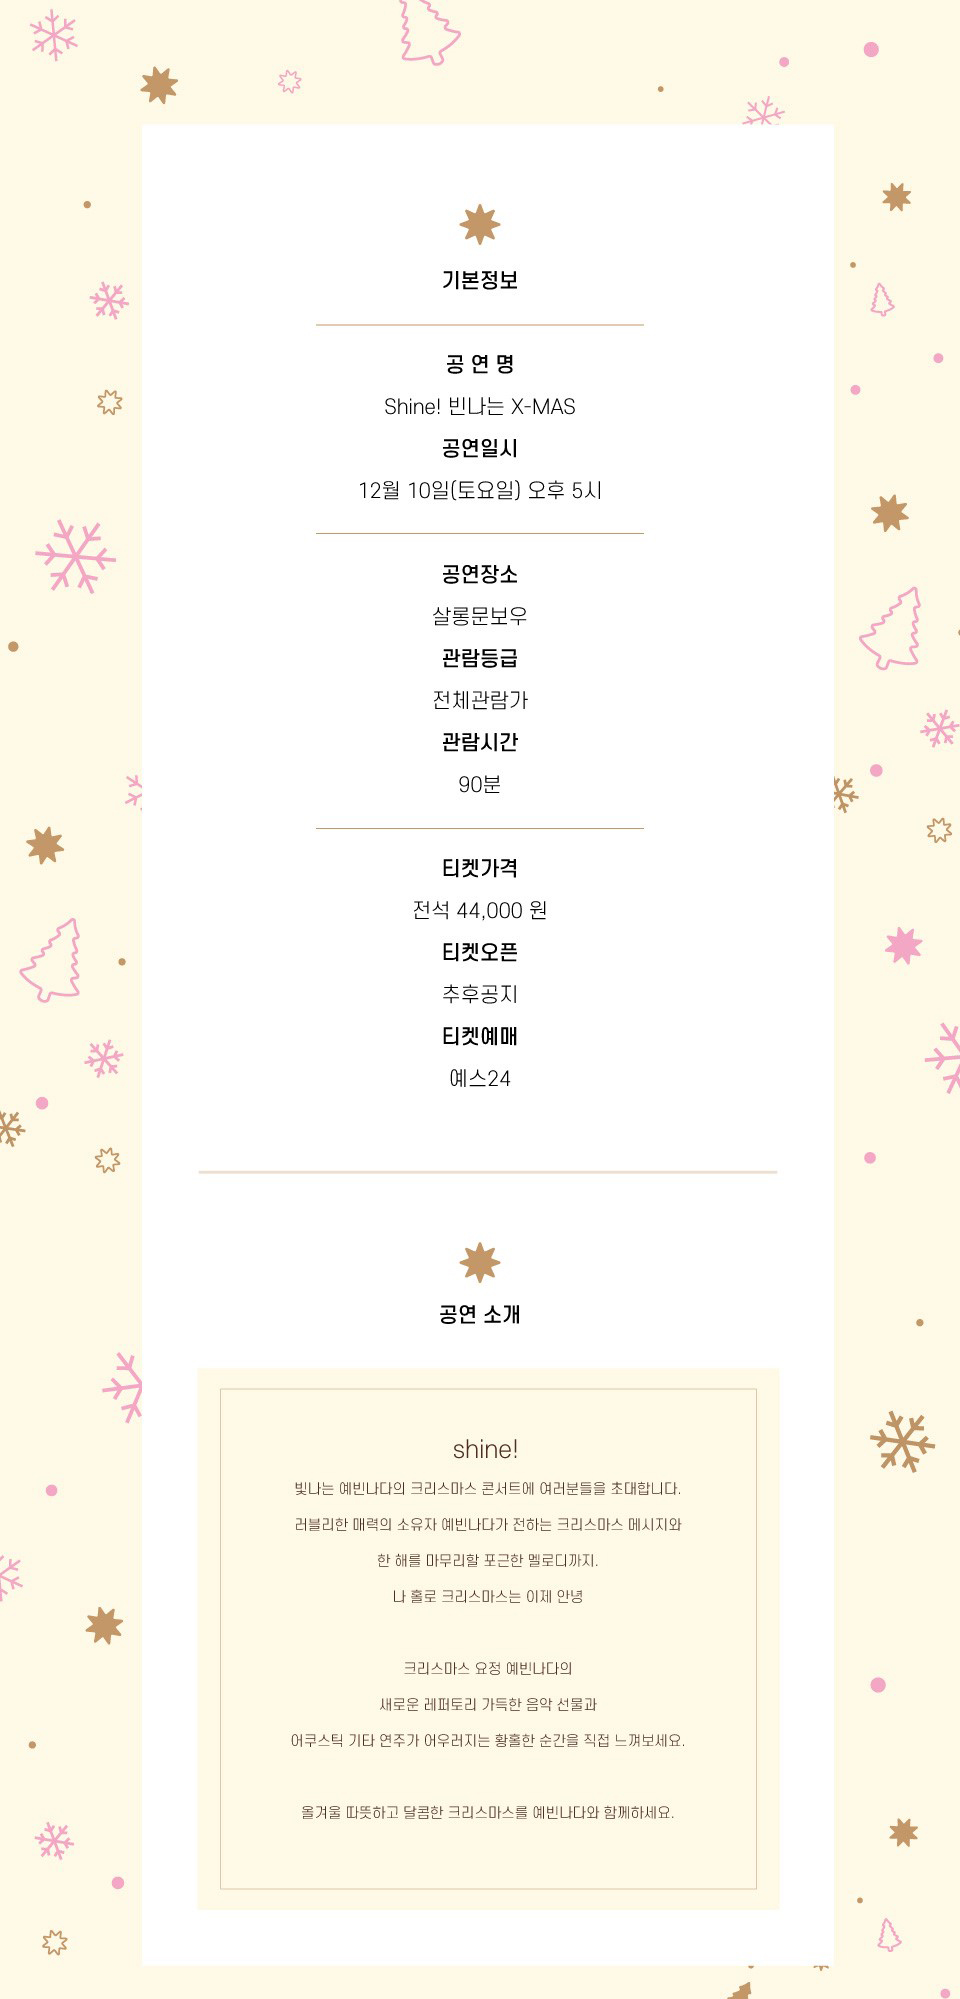 기본정보
공 연 명
Shine! 빈나는 X-MAS
공연일시
12월 10일(토요일) 오후 5시
공연장소
살롱문보우
관람등급
전체관람가
관람시간
90분
티켓가격
전석 44,000 원
티켓오픈
추후공지
티켓예매
예스24
공연 소개
shine!
빛나는 예빈나다의 크리스마스 콘서트에 여러분들을 초대합니다.
러블리한 매력의 소유자 예빈나다가 전하는 크리스마스 메시지와
한 해를 마무리할 포근한 멜로디까지.
나 홀로 크리스마스는 이제 안녕
크리스마스 요정 예빈나다의
새로운 레퍼토리 가득한 음악 선물과
어쿠스틱 기타 연주가 어우러지는 황홀한 순간을 직접 느껴보세요.
올겨울 따뜻하고 달콤한 크리스마스를 예빈나다와 함께하세요.